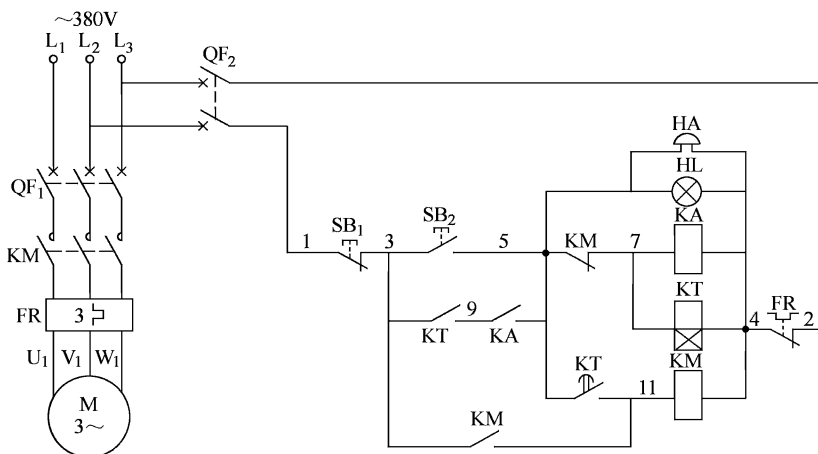 ～380V
L₁ L₂ L₃
QF₂
HA
HL
QF₁
SB₁
SB₂
KA
1
3
5
KM
7
KM
KT
FR
4
2
FR
3
9
KT
KA
KT
KM
11
U₁ V₁ W₁
KM
M
3～